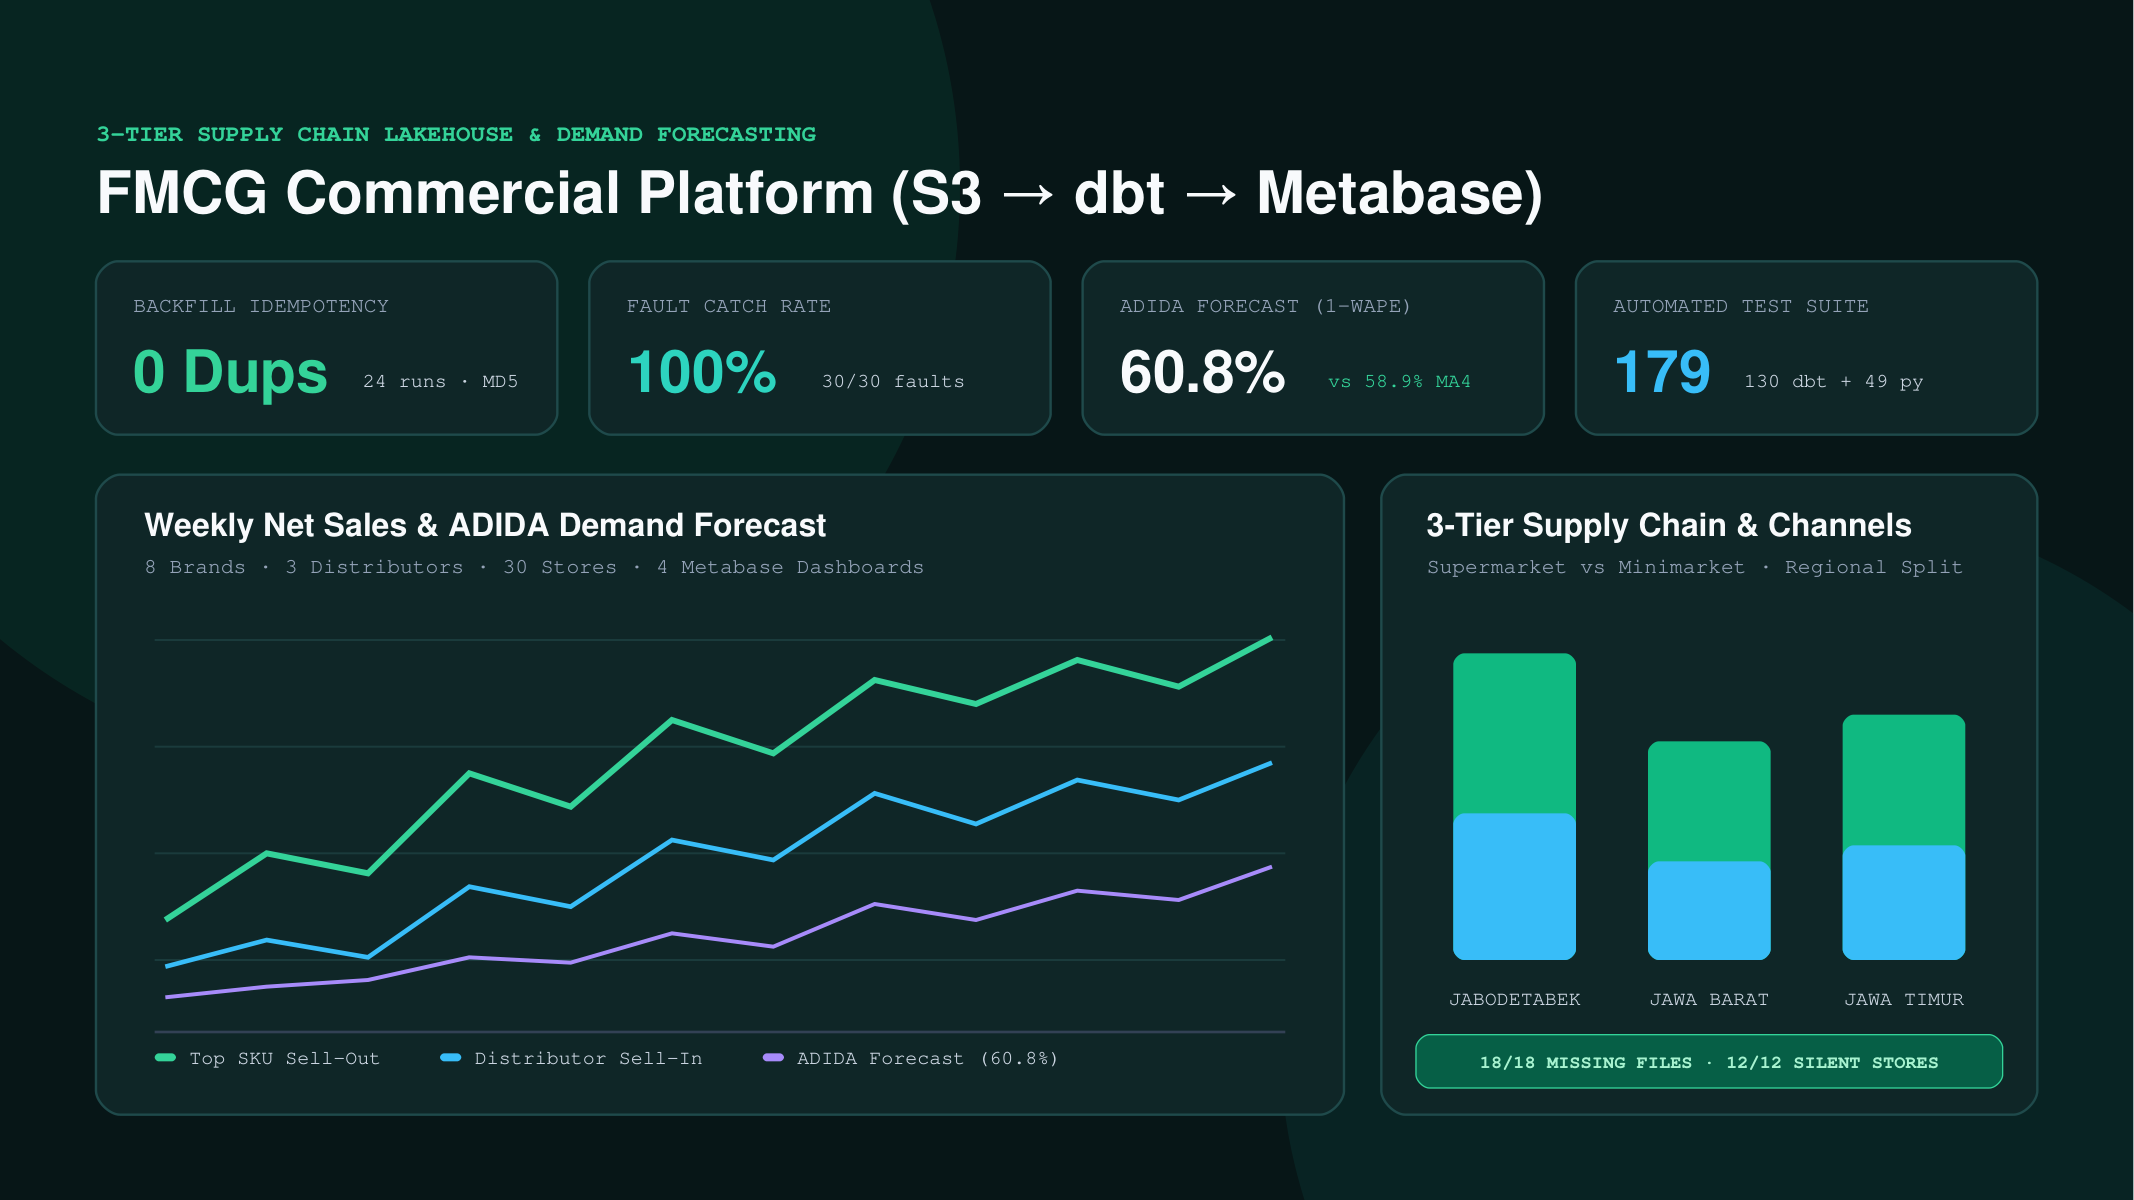 3-TIER SUPPLY CHAIN LAKEHOUSE & DEMAND FORECASTING
FMCG Commercial Platform (S3 → dbt → Metabase)
BACKFILL IDEMPOTENCY
0 Dups 24 runs · MD5
FAULT CATCH RATE
100% 30/30 faults
ADIDA FORECAST (1-WAPE)
60.8% vs 58.9% MA4
AUTOMATED TEST SUITE
179 130 dbt + 49 py
Weekly Net Sales & ADIDA Demand Forecast
8 Brands · 3 Distributors · 30 Stores · 4 Metabase Dashboards
Top SKU Sell-Out
Distributor Sell-In
ADIDA Forecast (60.8%)
3-Tier Supply Chain & Channels
Supermarket vs Minimarket · Regional Split
JABODETABEK
JAWA BARAT
JAWA TIMUR
18/18 MISSING FILES · 12/12 SILENT STORES